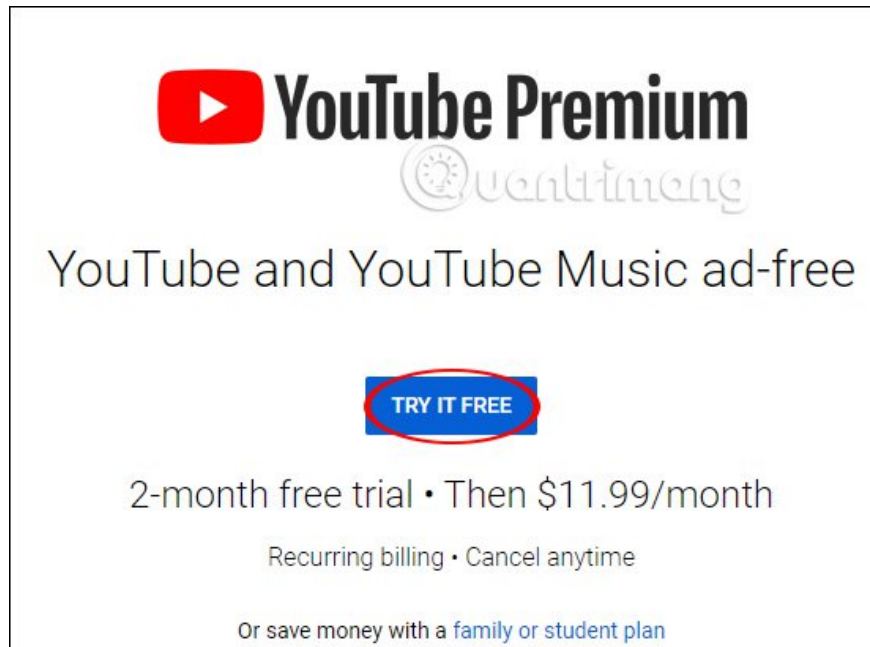 YouTube Premium
Quantrimang
YouTube and YouTube Music ad-free
TRY IT FREE
2-month free trial • Then $11.99/month
Recurring billing • Cancel anytime
Or save money with a family or student plan